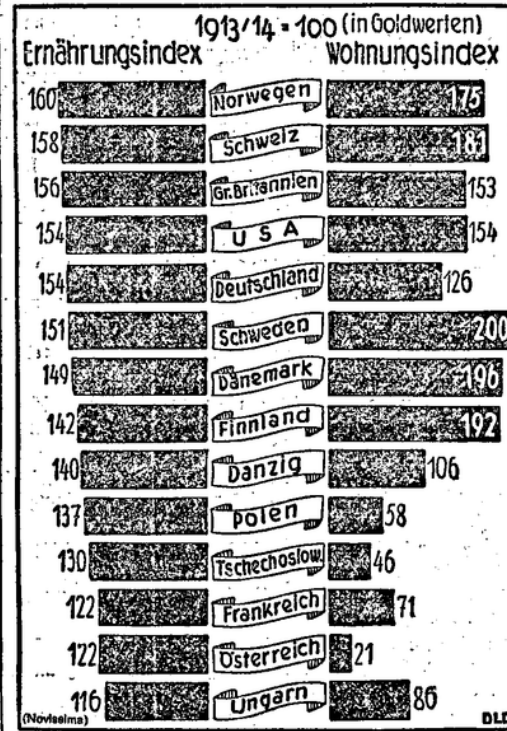 1913/14 = 100 (in Goldwerten)
Ernährungsindex Wohnungsindex
160 Norwegen 175
158 Schweiz 181
156 Gr. Britannien 153
154 USA 154
154 Deutschland 126
151 Schweden 200
149 Dänemark 196
142 Finnland 192
140 Danzig 106
137 Polen 58
130 Tschechoslow. 46
122 Frankreich 71
122 Österreich 21
116 Ungarn 86
(Novissima) DLD